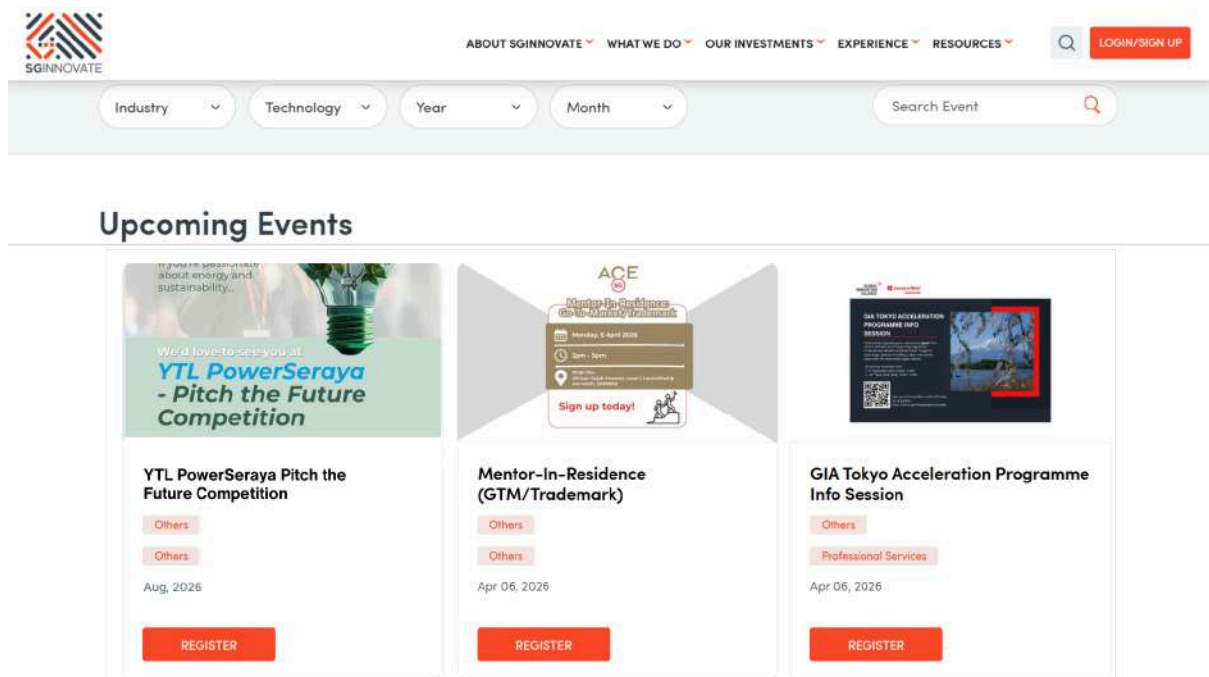 SGINNOVATE
ABOUT SGINNOVATE WHAT WE DO OUR INVESTMENTS EXPERIENCE RESOURCES
LOGIN/SIGN UP
Industry
Technology
Year
Month
Search Event
Upcoming Events
about energy and
sustainability..
We'd love to see you at
YTL PowerSeraya
- Pitch the Future
Competition
ACE
SG
Mentor-In-Residence:
Go-To-Market/Trademark
Monday, 6 April 2026
3pm - 5pm
Sign up today!
GIA TOKYO ACCELERATION
PROGRAMME INFO
SESSION
YTL PowerSeraya Pitch the
Future Competition
Others
Others
Aug, 2026
REGISTER
Mentor-In-Residence
(GTM/Trademark)
Others
Others
Apr 06, 2026
REGISTER
GIA Tokyo Acceleration Programme
Info Session
Others
Professional Services
Apr 06, 2026
REGISTER